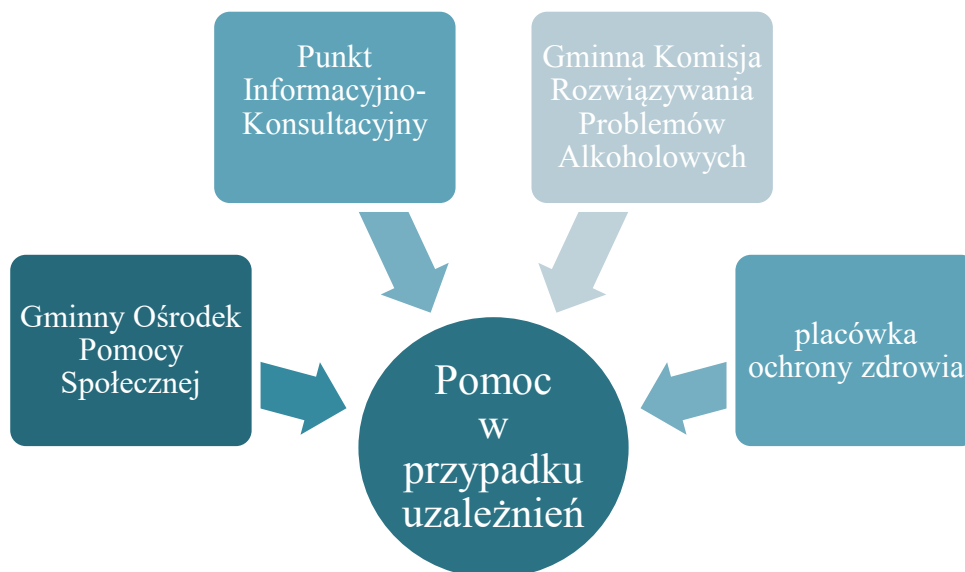 Punkt
Informacyjno-
Konsultacyjny
Gminna Komisja
Rozwiązywania
Problemów
Alkoholowych
Gminny Ośrodek
Pomocy
Społecznej
placówka
ochrony zdrowia
Pomoc
w
przypadku
uzależnień